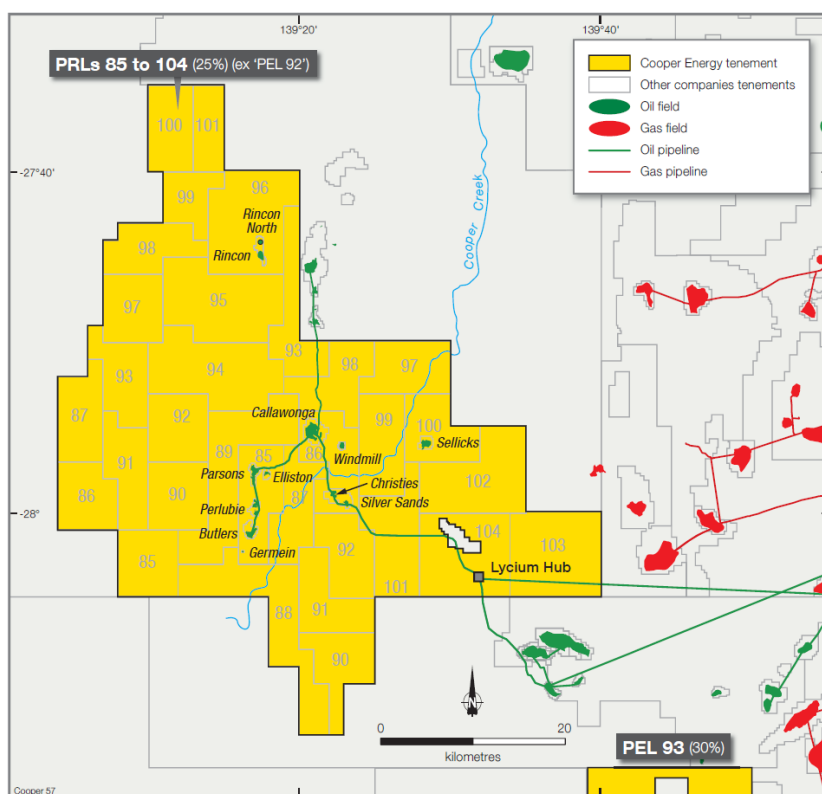 139°20'
139°40'
PRLs 85 to 104 (25%) (ex 'PEL 92')
Cooper Energy tenement
Other companies tenements
Oil field
Gas field
Oil pipeline
Gas pipeline
100
101
-27°40'
99
96
Rincon
North
Rincon
98
Cooper Creek
97
95
93
98
97
94
93
87
92
Callawonga
99
100
89
85
86
Windmill
Sellicks
91
Parsons
Elliston
Christies
102
86
90
87
Silver Sands
Perlubie
-28°
Butlers
104
103
92
Germein
85
Lycium Hub
101
88
91
90
N
0
20
kilometres
PEL 93 (30%)
Cooper 57